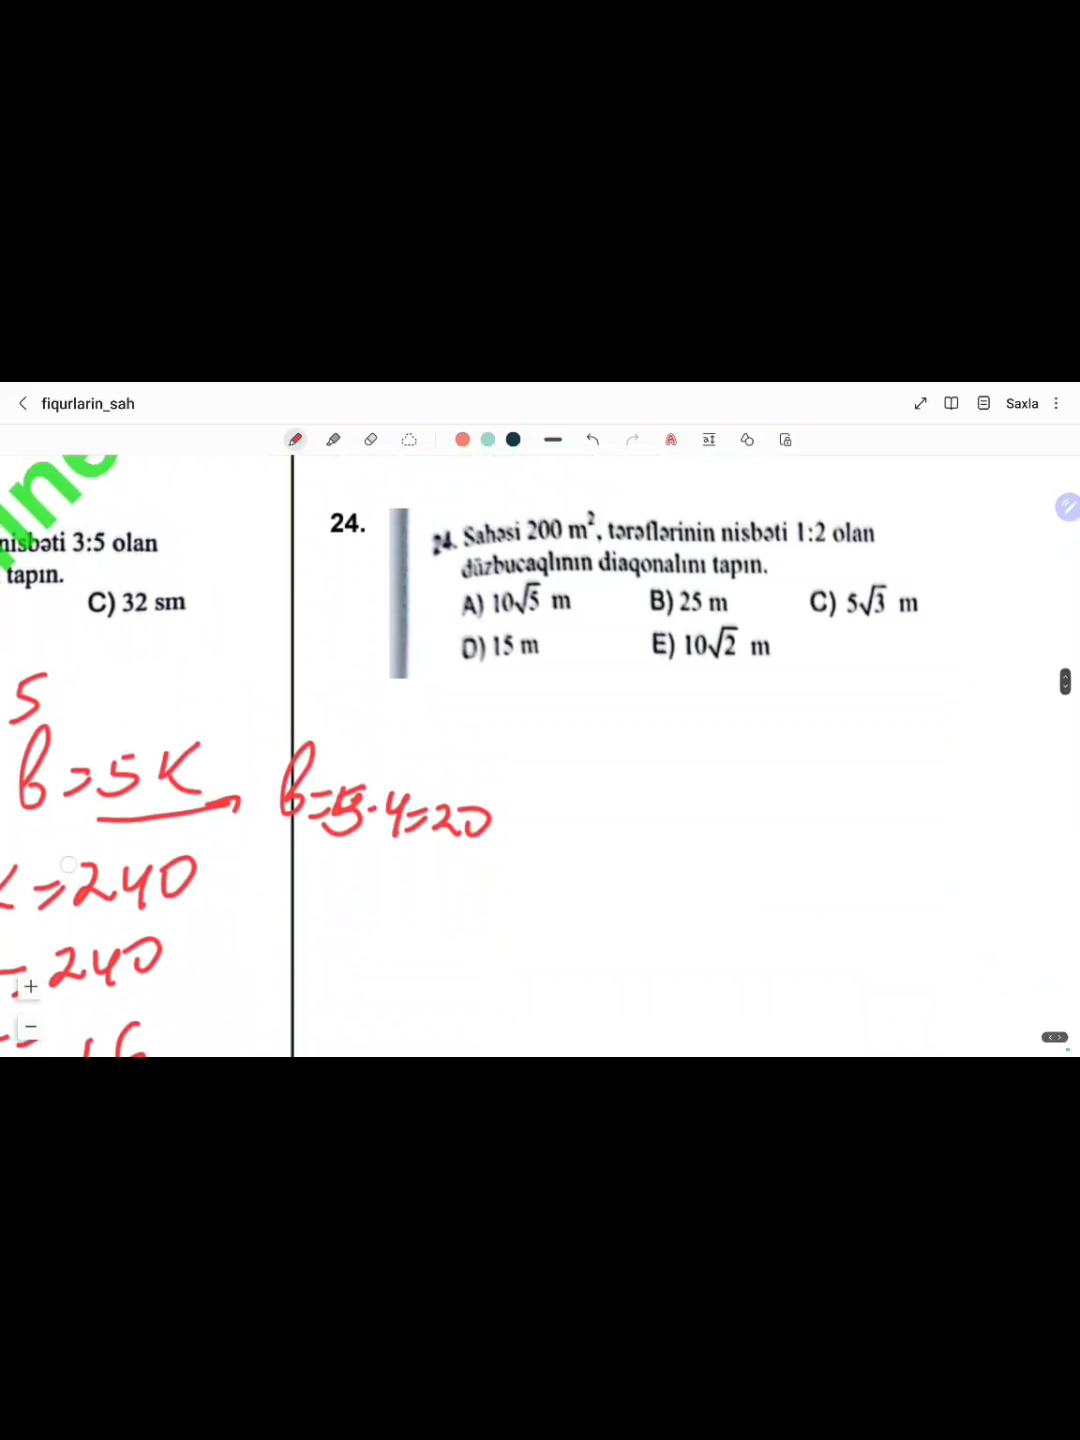 fiqurlarin_sah
Saxla
nisbəti 3:5 olan
tapın.
C) 32 sm
5
b=5K
b=5·4=20
K=240
=240
16
24.
24. Sahəsi 200 m², tərəflərinin nisbəti 1:2 olan
düzbucaqlının diaqonalını tapın.
A) 10√5 m B) 25 m C) 5√3 m
D) 15 m E) 10√2 m